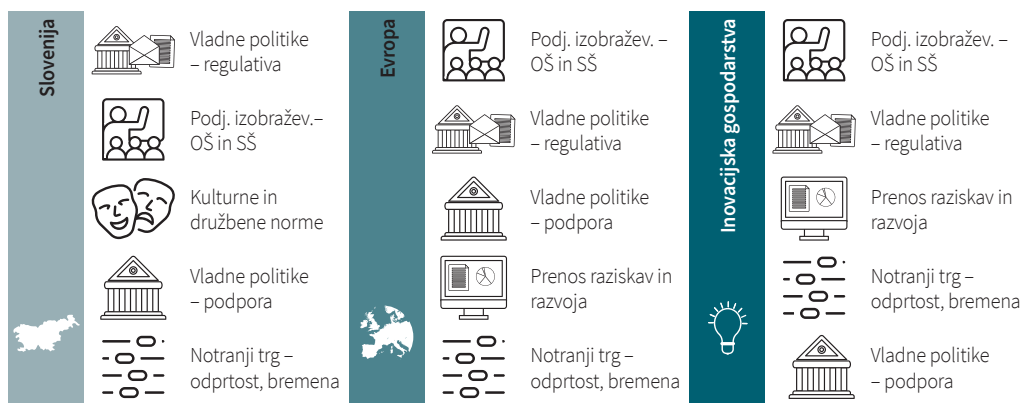 Slovenija
Vladne politike
– regulativa
Podj. izobražev.–
OŠ in SŠ
Kulturne in
družbene norme
Vladne politike
– podpora
Notranji trg –
odprtost, bremena
Evropa
Podj. izobražev. –
OŠ in SŠ
Vladne politike
– regulativa
Vladne politike
– podpora
Prenos raziskav in
razvoja
Notranji trg –
odprtost, bremena
Inovacijska gospodarstva
Podj. izobražev. –
OŠ in SŠ
Vladne politike
– regulativa
Prenos raziskav in
razvoja
Notranji trg –
odprtost, bremena
Vladne politike
– podpora